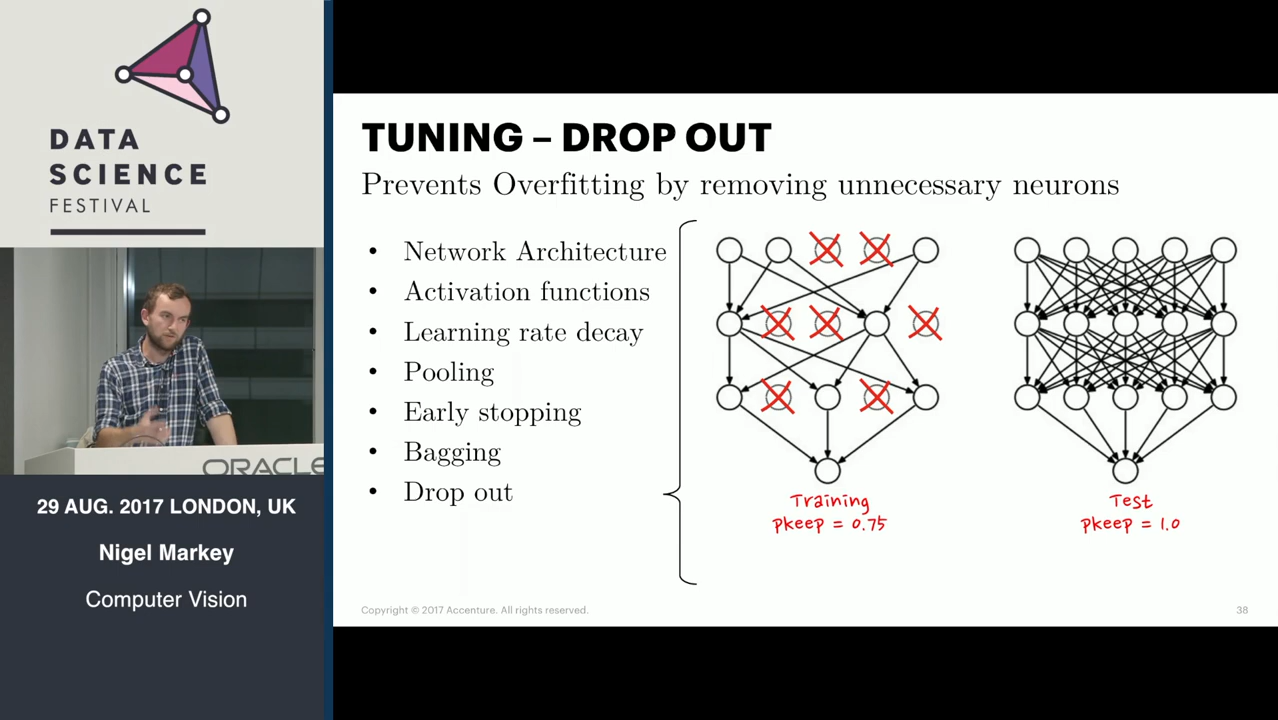 DATA
SCIENCE
FESTIVAL
ORACLE
29 AUG. 2017 LONDON, UK
Nigel Markey
Computer Vision
TUNING – DROP OUT
Prevents Overfitting by removing unnecessary neurons
• Network Architecture
• Activation functions
• Learning rate decay
• Pooling
• Early stopping
• Bagging
• Drop out
Training
pkeep = 0.75
Test
pkeep = 1.0
Copyright © 2017 Accenture. All rights reserved.
38